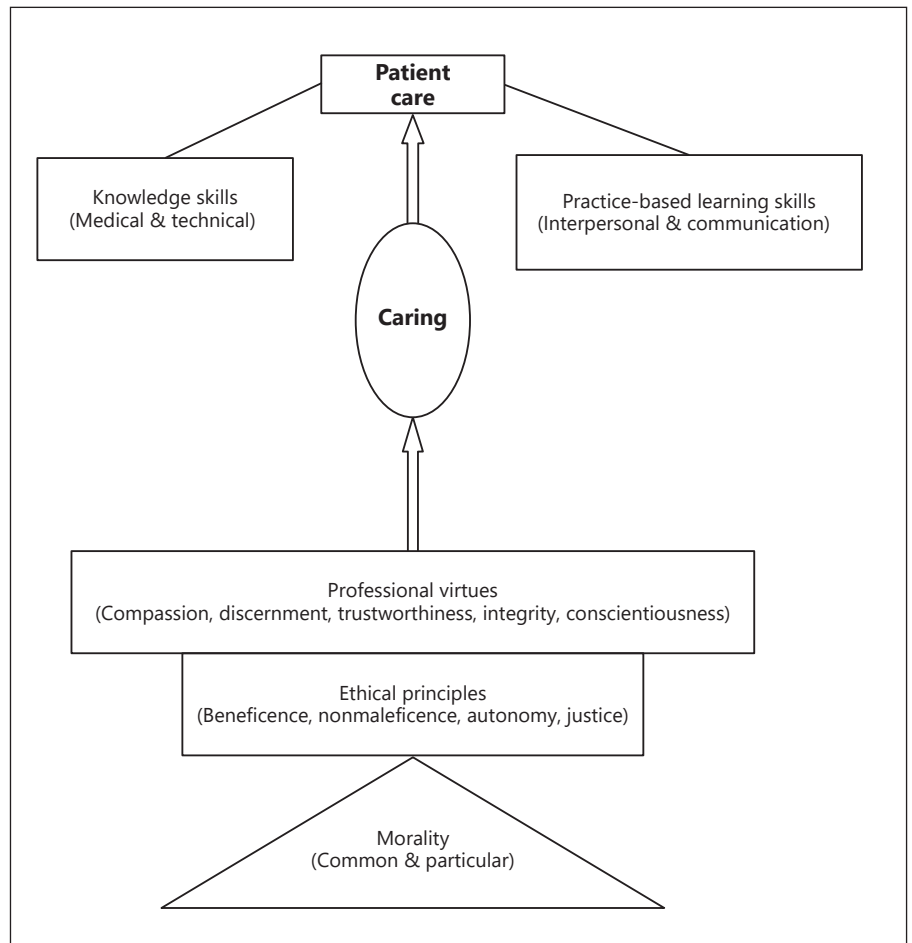 Patient
care
Knowledge skills
(Medical & technical)
Practice-based learning skills
(Interpersonal & communication)
Caring
Professional virtues
(Compassion, discernment, trustworthiness, integrity, conscientiousness)
Ethical principles
(Beneficence, nonmaleficence, autonomy, justice)
Morality
(Common & particular)